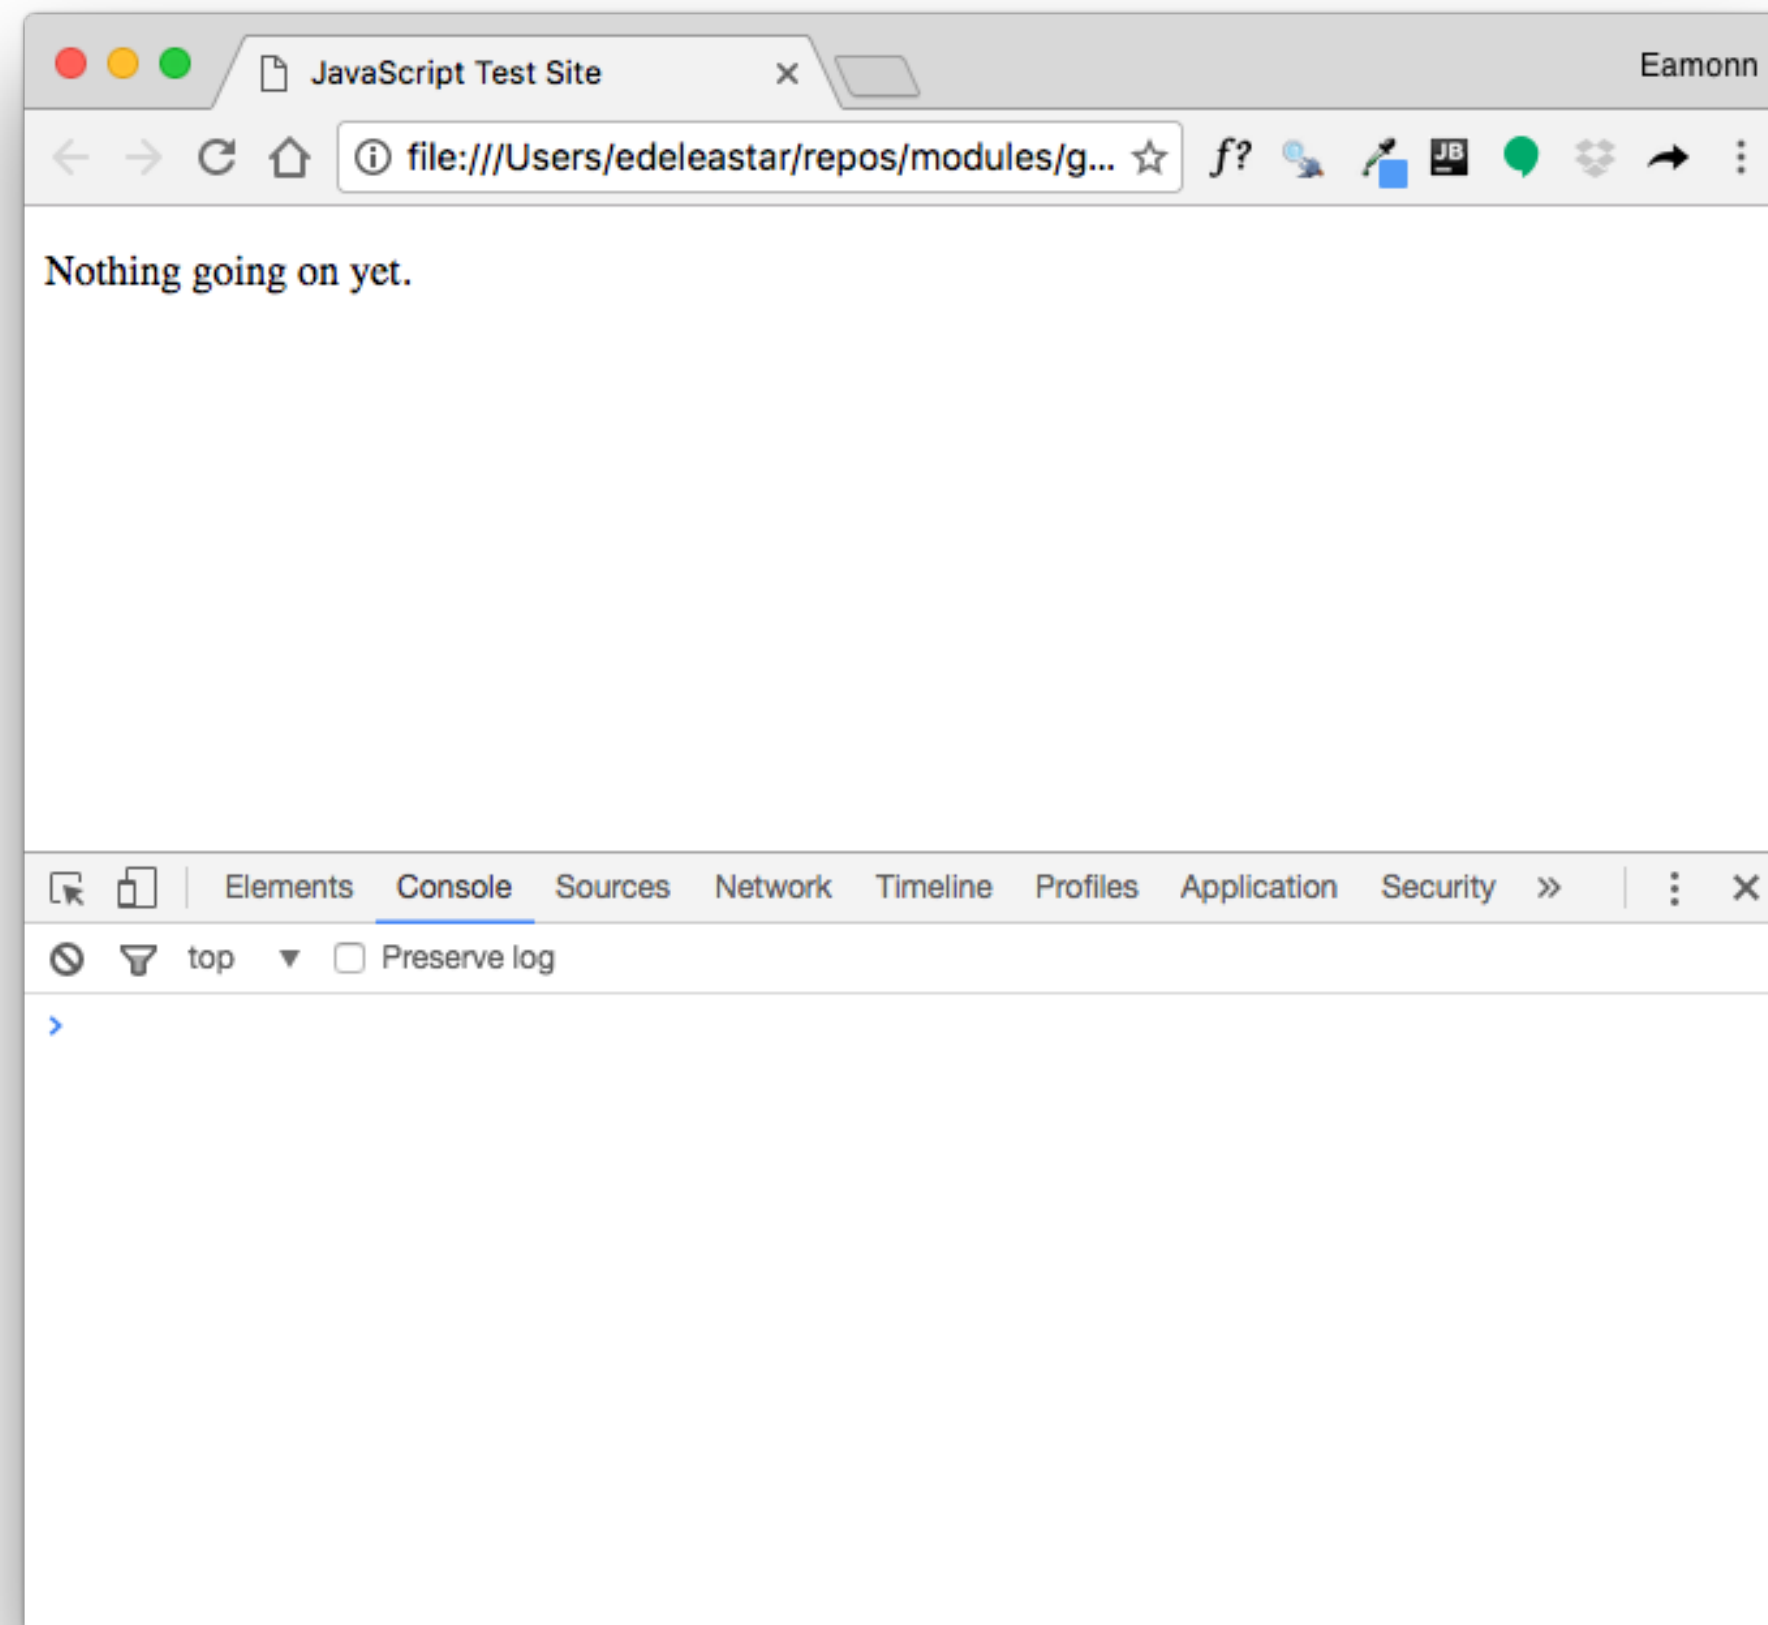 JavaScript Test Site
Eamonn
file:///Users/edeleastar/repos/modules/g...
f?
JB
Nothing going on yet.
Elements Console Sources Network Timeline Profiles Application Security »
top Preserve log
>